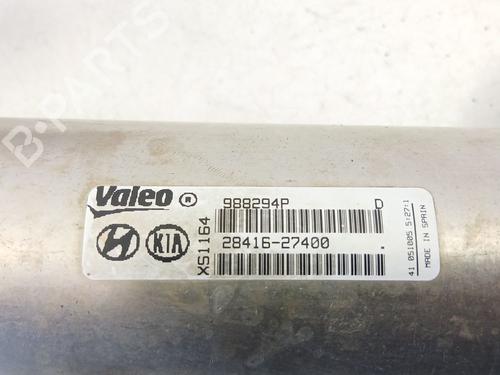 Valeo ®
988294P D
XS1164
KIA
28416-27400 .
41 051005 5:27:1
MADE IN SPAIN
B-PARTS